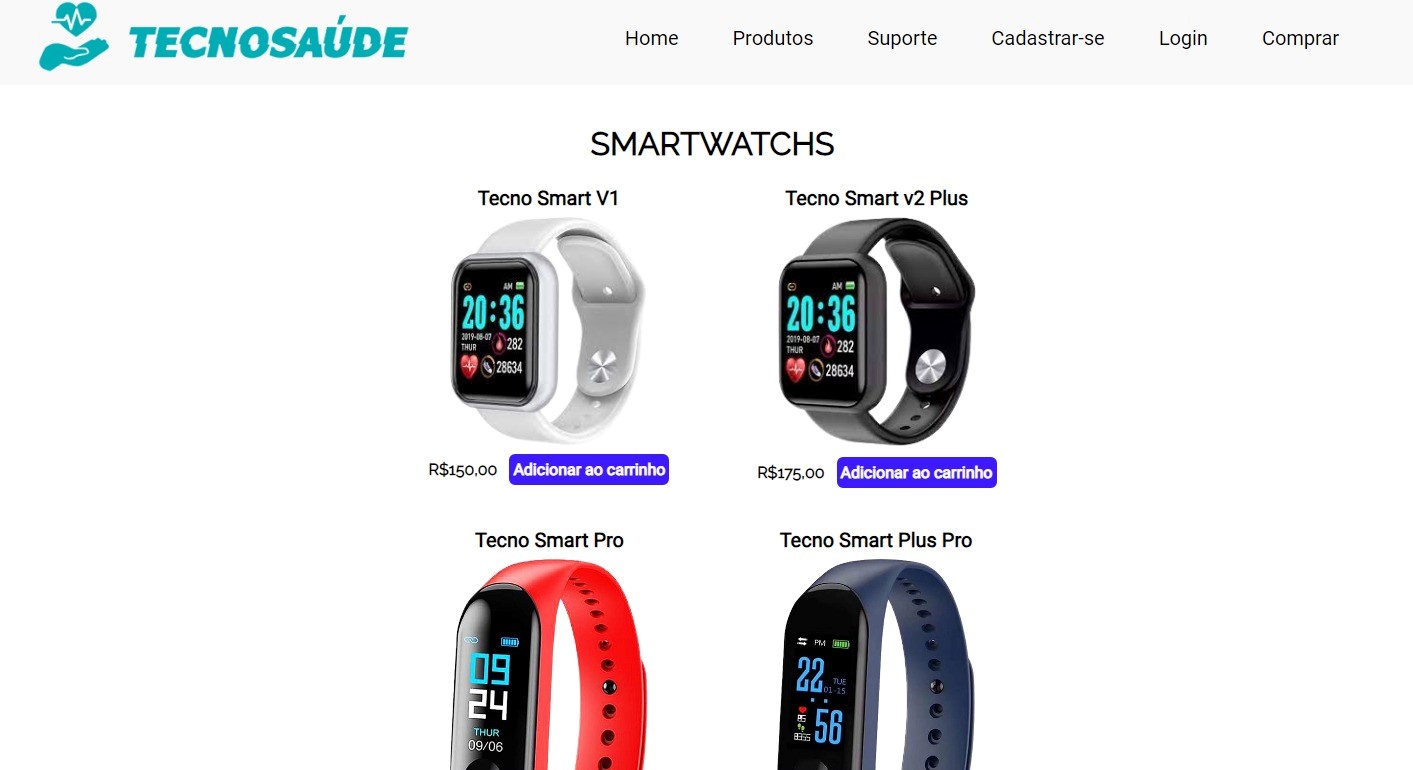 TECNOSAÚDE
Home Produtos Suporte Cadastrar-se Login Comprar
SMARTWATCHS
Tecno Smart V1
AM
20:36
2019-08-07
THUR
282
28634
R$150,00 Adicionar ao carrinho
Tecno Smart v2 Plus
AM
20:36
2019-08-07
THUR
282
28634
R$175,00 Adicionar ao carrinho
Tecno Smart Pro
09
24
THUR
09/06
Tecno Smart Plus Pro
PM
22
TUE
01-15
56